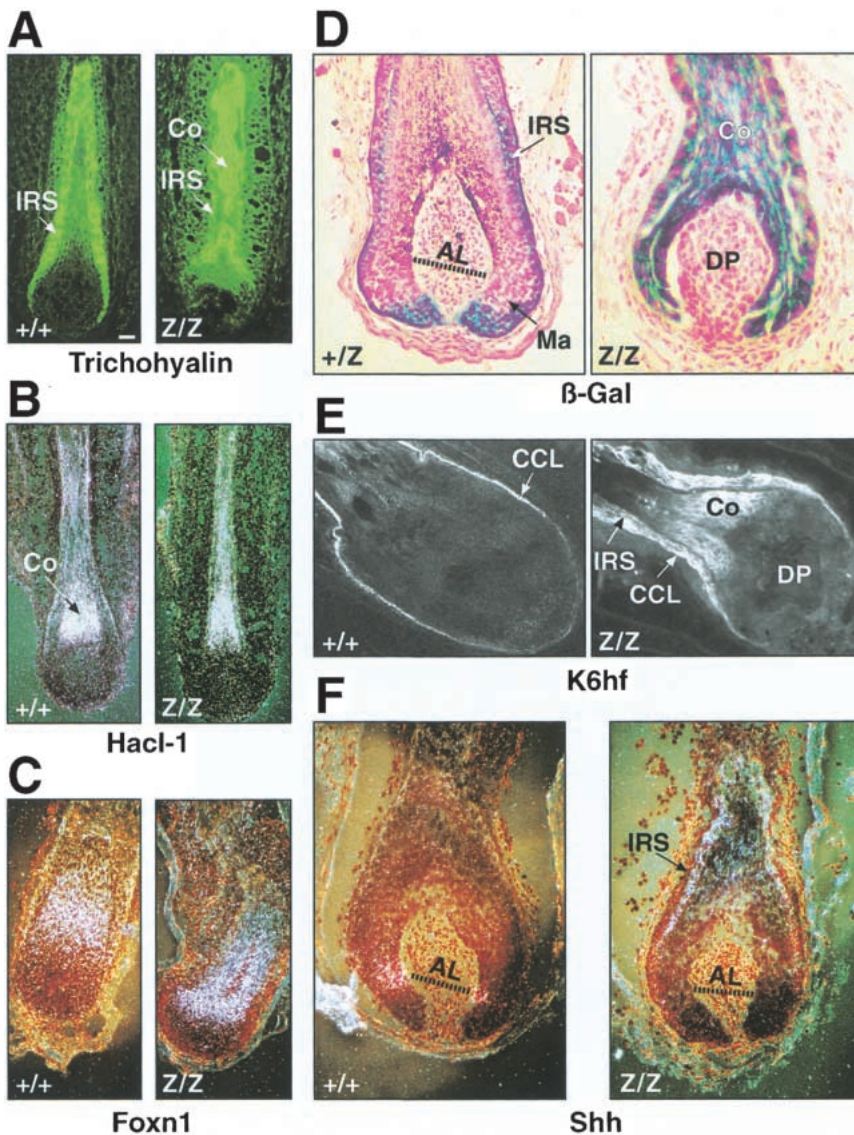 A
IRS
+/+
Co
IRS
Z/Z
Trichohyalin
B
Co
+/+
Z/Z
Hacl-1
C
+/+
Z/Z
Foxn1
D
IRS
AL
Ma
+/Z
Co
DP
Z/Z
ß-Gal
E
CCL
+/+
Co
IRS
CCL
DP
Z/Z
K6hf
F
AL
+/+
IRS
AL
Z/Z
Shh